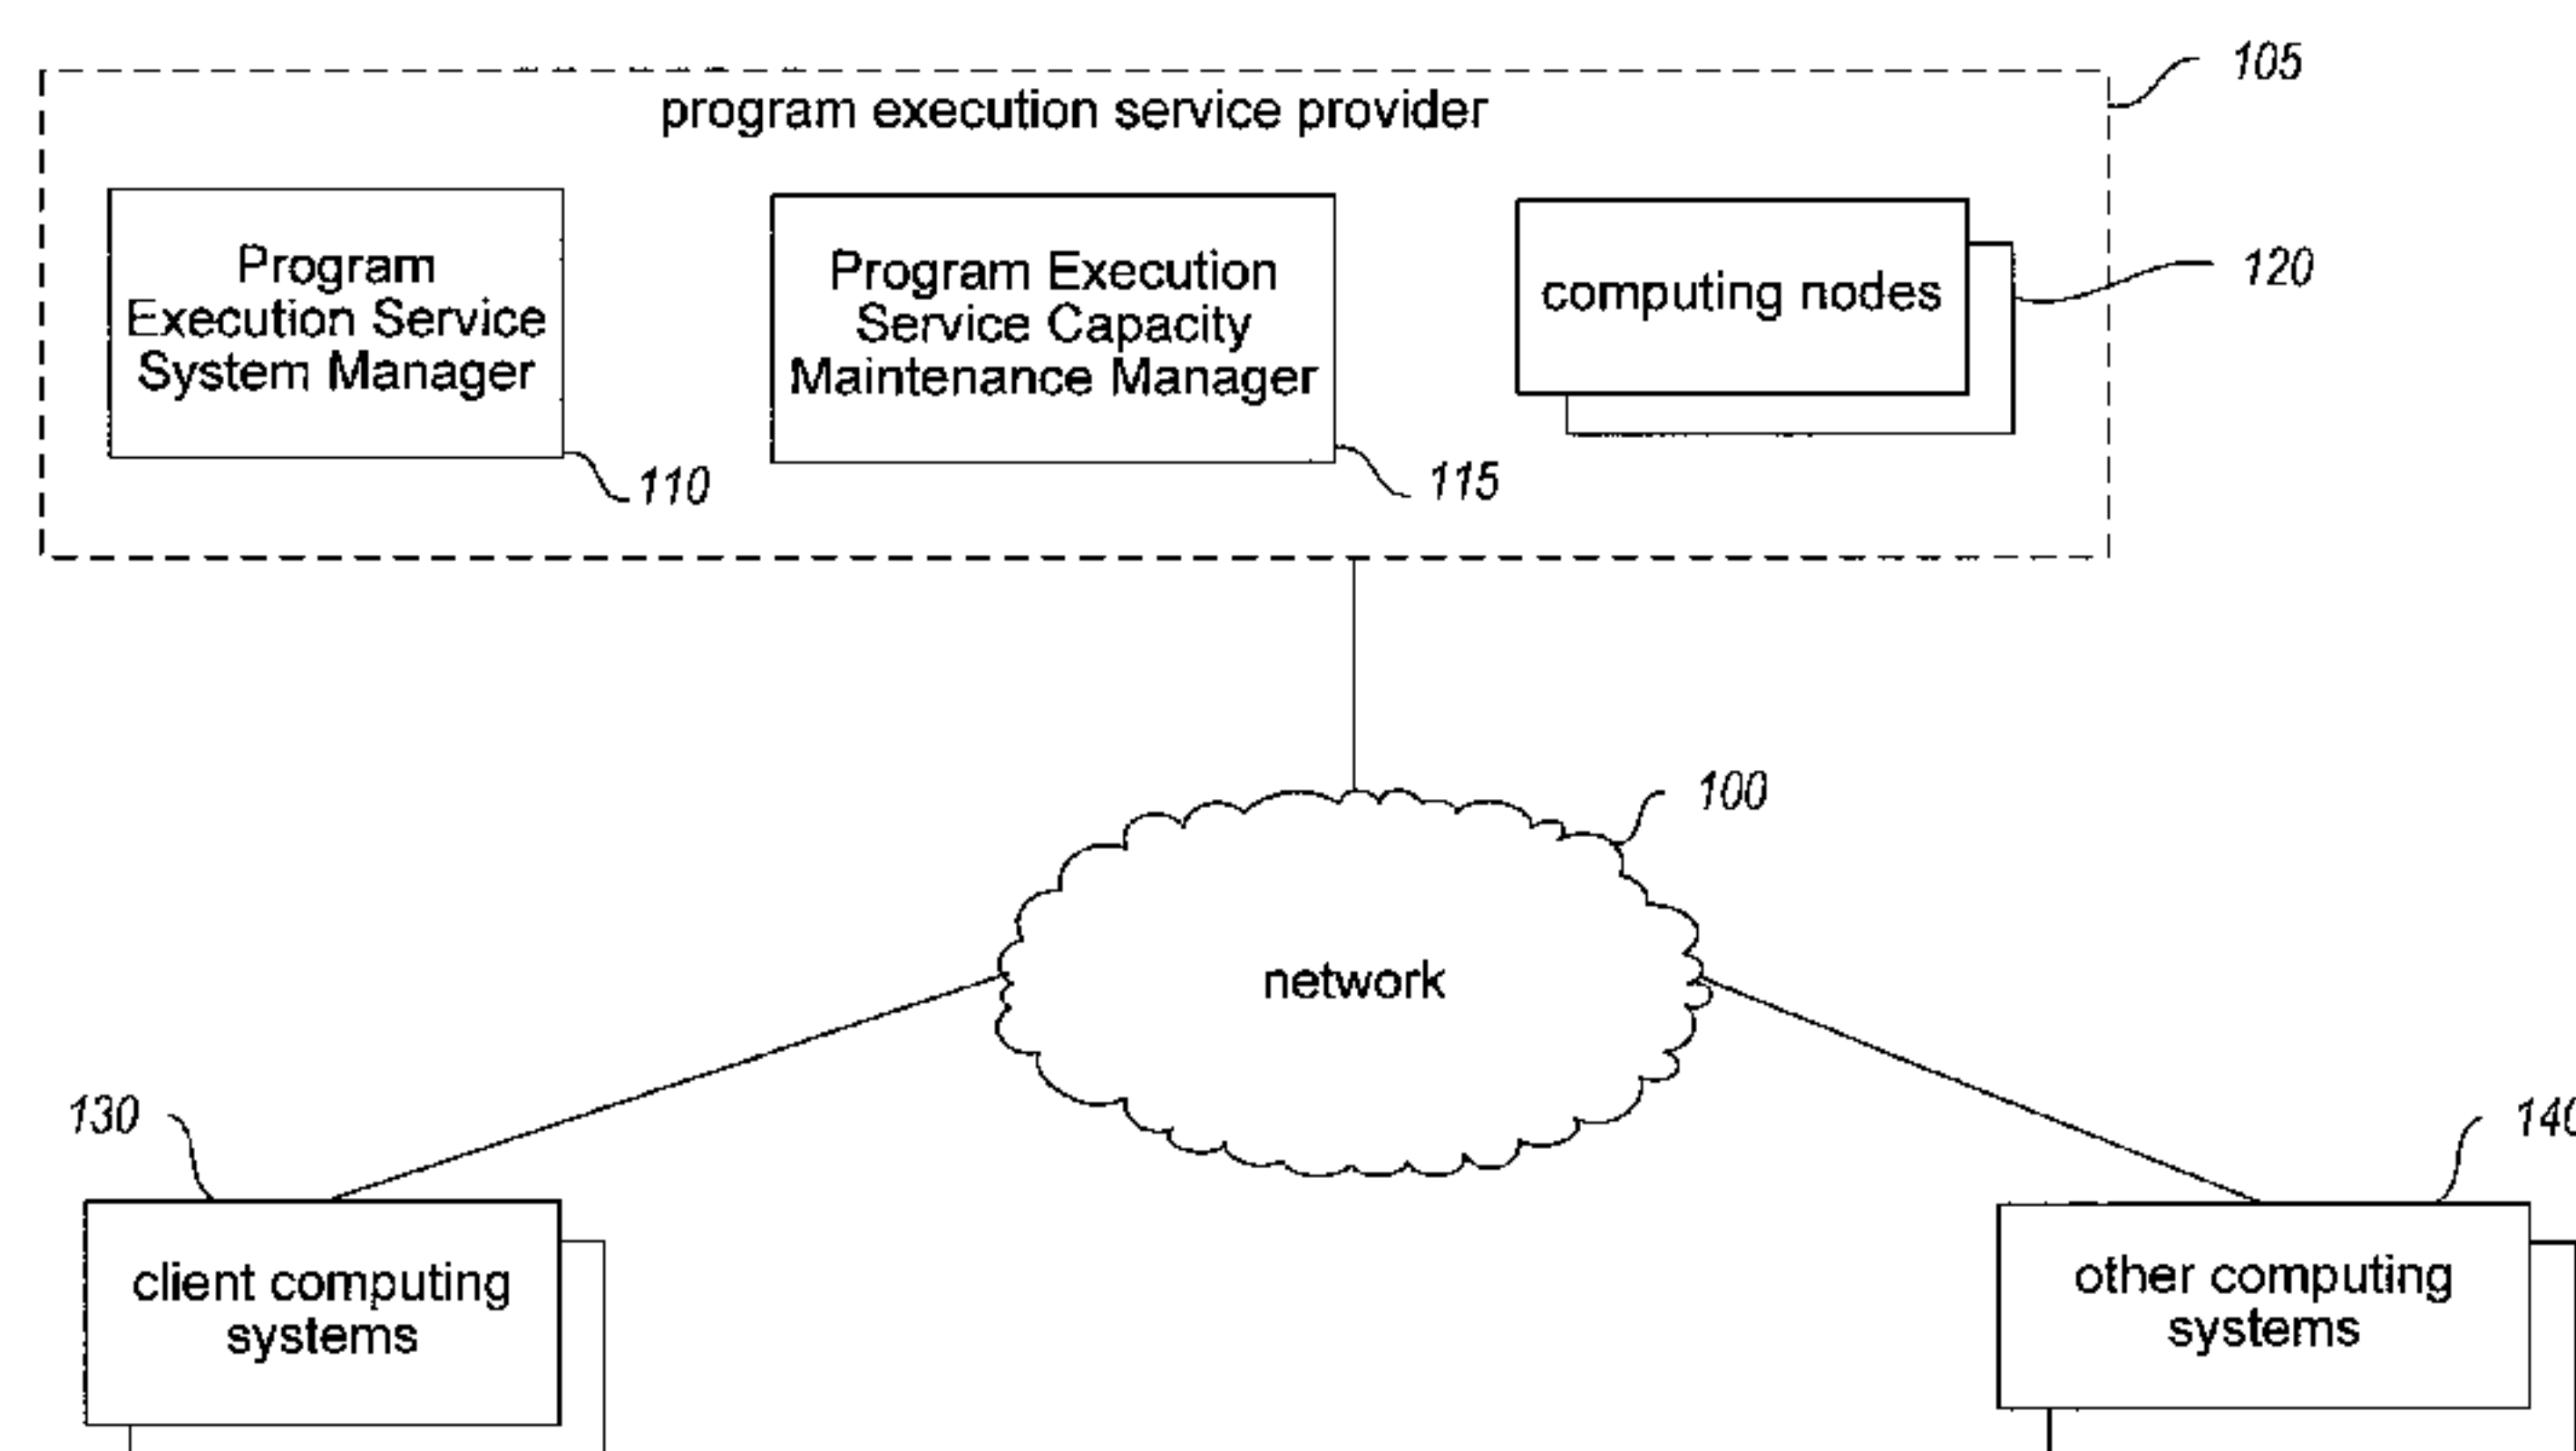 105
program execution service provider
Program
Execution Service
System Manager
110
Program Execution
Service Capacity
Maintenance Manager
115
computing nodes
120
100
network
130
client computing
systems
140
other computing
systems